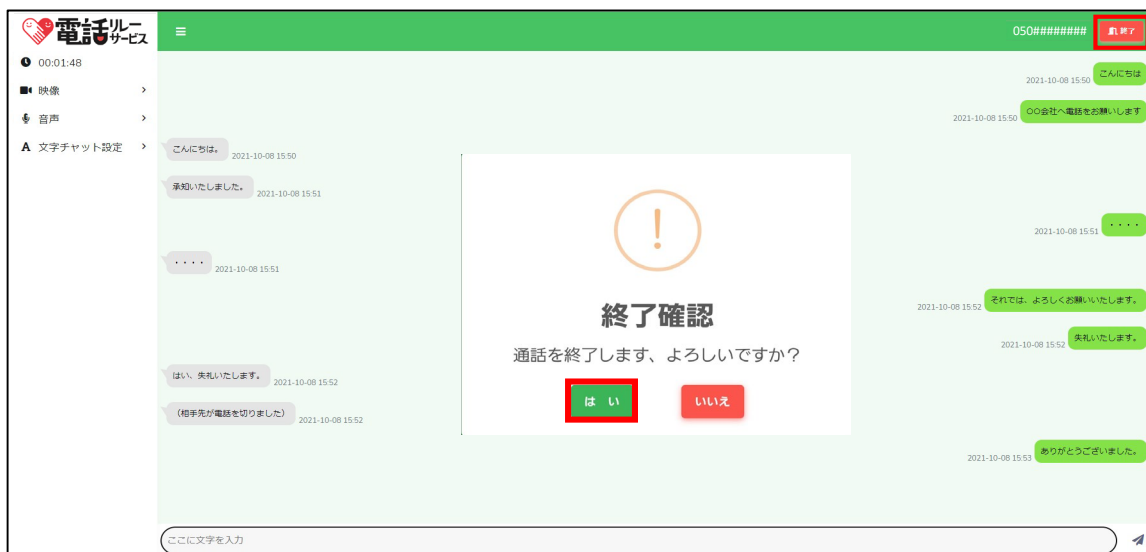 電話リレーサービス
050########
終了
00:01:48
映像
音声
A 文字チャット設定
こんにちは
2021-10-08 15:50
〇〇会社へ電話をお願いします
2021-10-08 15:50
こんにちは。
2021-10-08 15:50
承知いたしました。
2021-10-08 15:51
・・・・
2021-10-08 15:51
・・・・
2021-10-08 15:51
それでは、よろしくお願いいたします。
2021-10-08 15:52
失礼いたします。
2021-10-08 15:52
はい、失礼いたします。
2021-10-08 15:52
(相手先が電話を切りました)
2021-10-08 15:52
ありがとうございました。
2021-10-08 15:53
!
終了確認
通話を終了します、よろしいですか?
はい
いいえ
ここに文字を入力